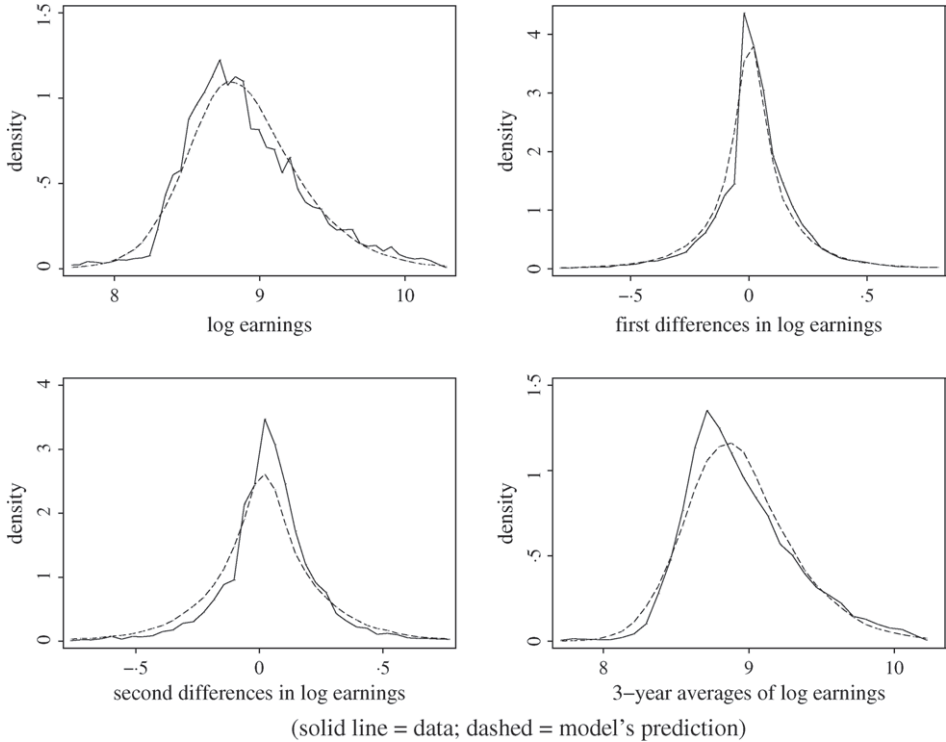 1·5
1
·5
0
density
8 9 10
log earnings
4
3
2
1
0
density
−·5 0 ·5
first differences in log earnings
4
3
2
1
0
density
−·5 0 ·5
second differences in log earnings
1·5
1
·5
0
density
8 9 10
3−year averages of log earnings
(solid line = data; dashed = model's prediction)